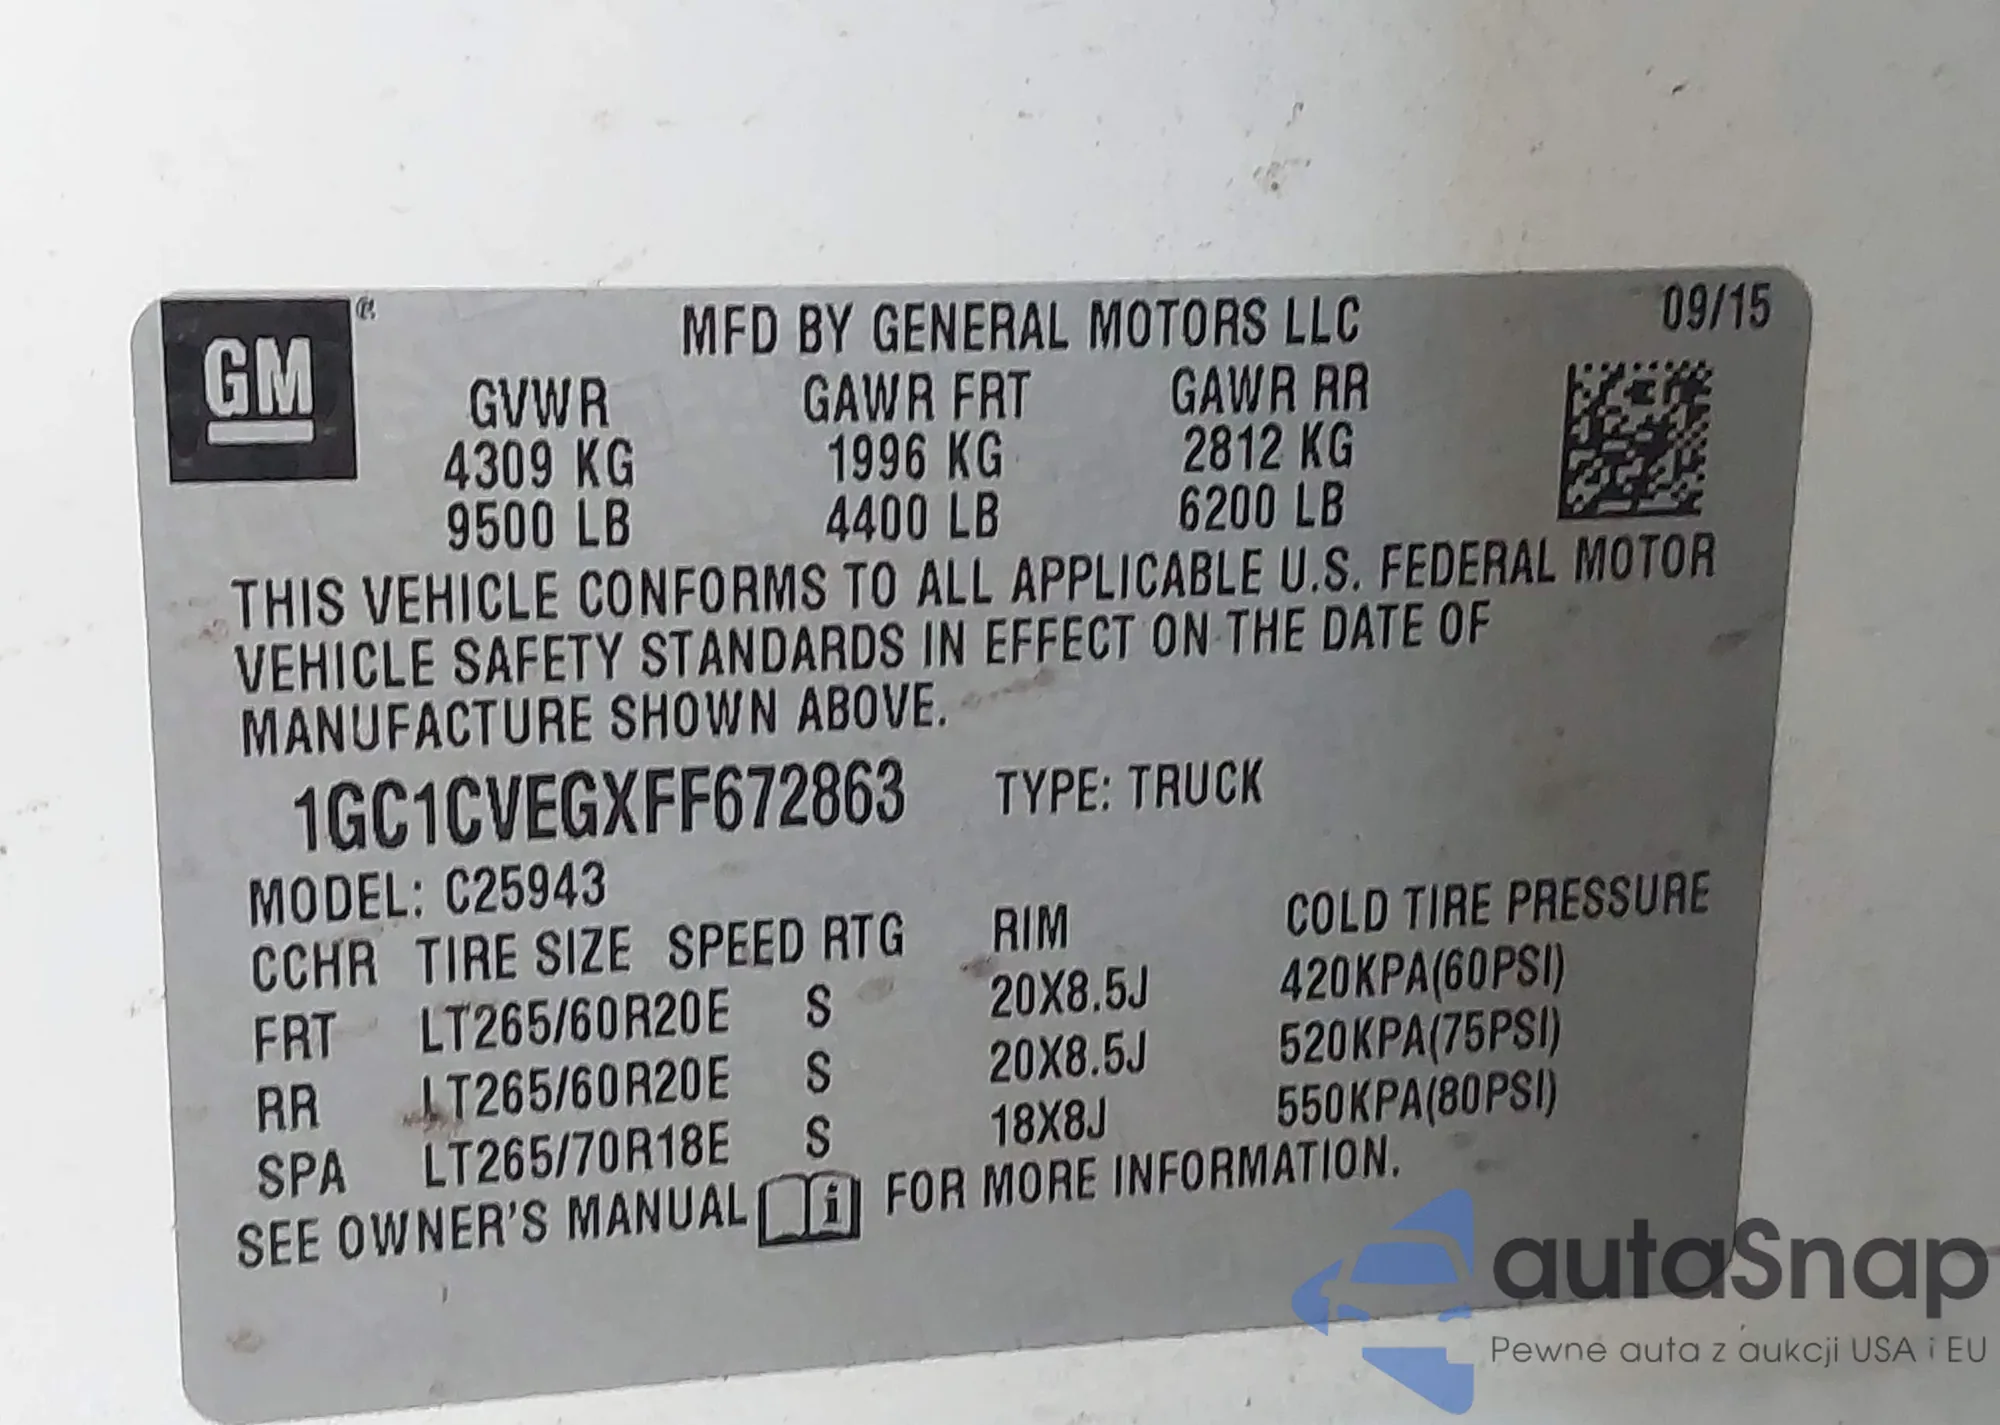 GM ®
MFD BY GENERAL MOTORS LLC 09/15
GVWR GAWR FRT GAWR RR
4309 KG 1996 KG 2812 KG
9500 LB 4400 LB 6200 LB
THIS VEHICLE CONFORMS TO ALL APPLICABLE U.S. FEDERAL MOTOR
VEHICLE SAFETY STANDARDS IN EFFECT ON THE DATE OF
MANUFACTURE SHOWN ABOVE.
1GC1CVEGXFF672863 TYPE: TRUCK
MODEL: C25943
CCHR TIRE SIZE SPEED RTG RIM COLD TIRE PRESSURE
FRT LT265/60R20E S 20X8.5J 420KPA(60PSI)
RR LT265/60R20E S 20X8.5J 520KPA(75PSI)
SPA LT265/70R18E S 18X8J 550KPA(80PSI)
SEE OWNER'S MANUAL i FOR MORE INFORMATION.
autaSnap
Pewne auta z aukcji USA i EU